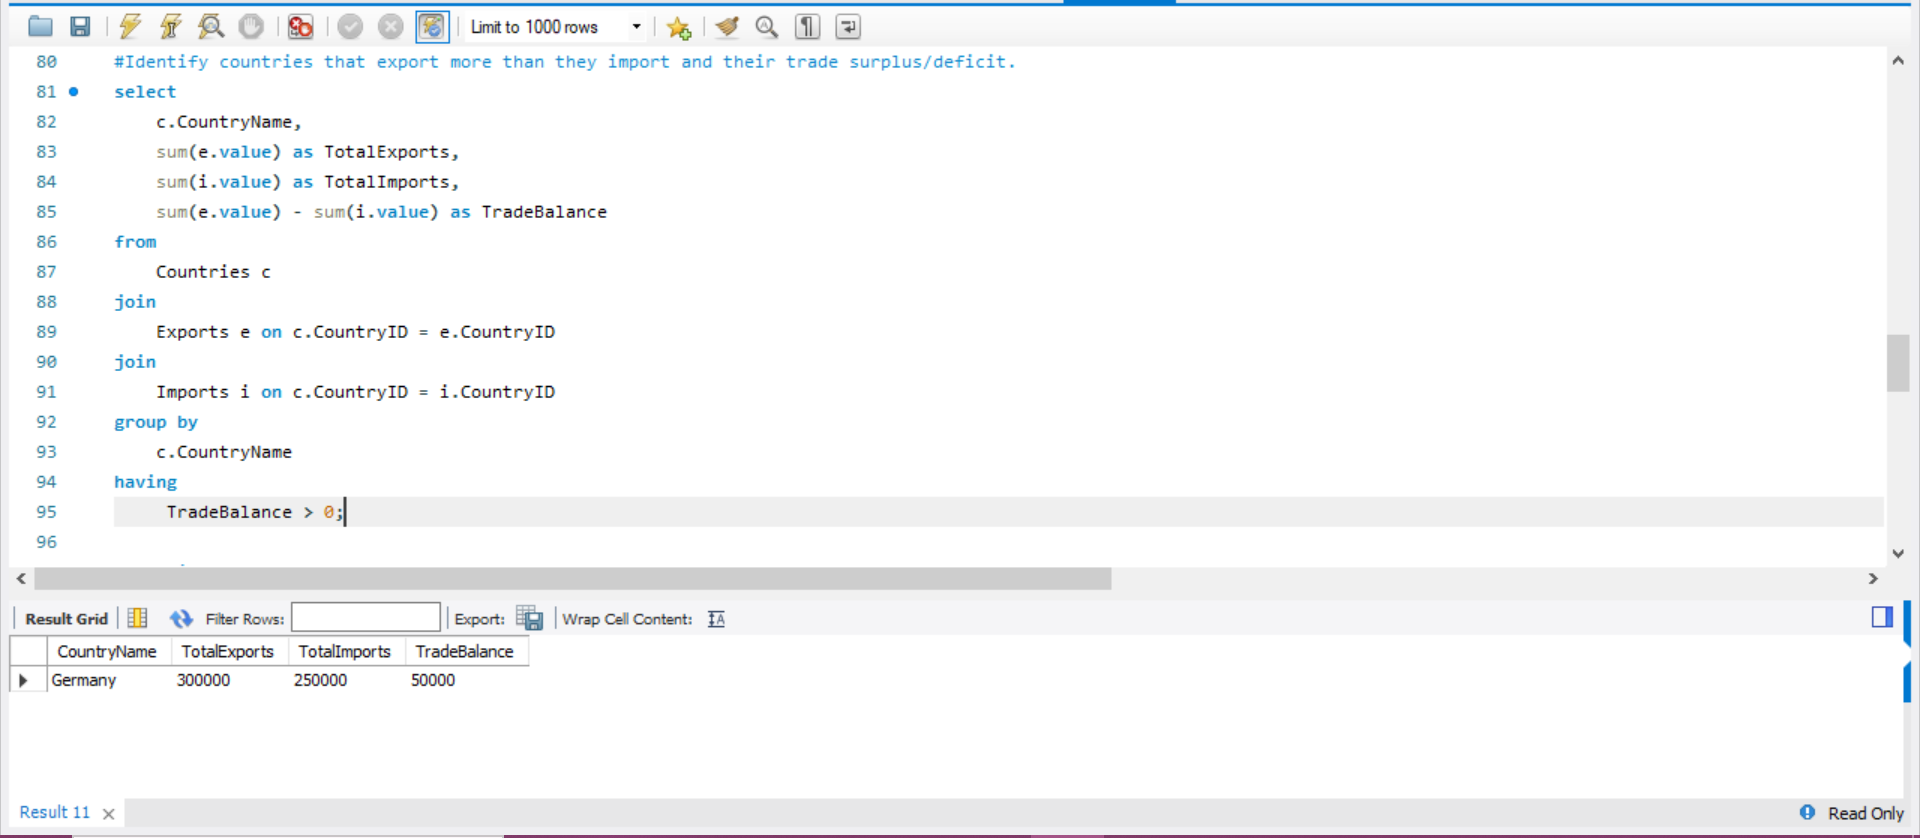 Limit to 1000 rows
80 #Identify countries that export more than they import and their trade surplus/deficit.
81 select
82 c.CountryName,
83 sum(e.value) as TotalExports,
84 sum(i.value) as TotalImports,
85 sum(e.value) - sum(i.value) as TradeBalance
86 from
87 Countries c
88 join
89 Exports e on c.CountryID = e.CountryID
90 join
91 Imports i on c.CountryID = i.CountryID
92 group by
93 c.CountryName
94 having
95 TradeBalance > 0;
96
Result Grid Filter Rows: Export: Wrap Cell Content:
CountryName TotalExports TotalImports TradeBalance
Germany 300000 250000 50000
Result 11 Read Only